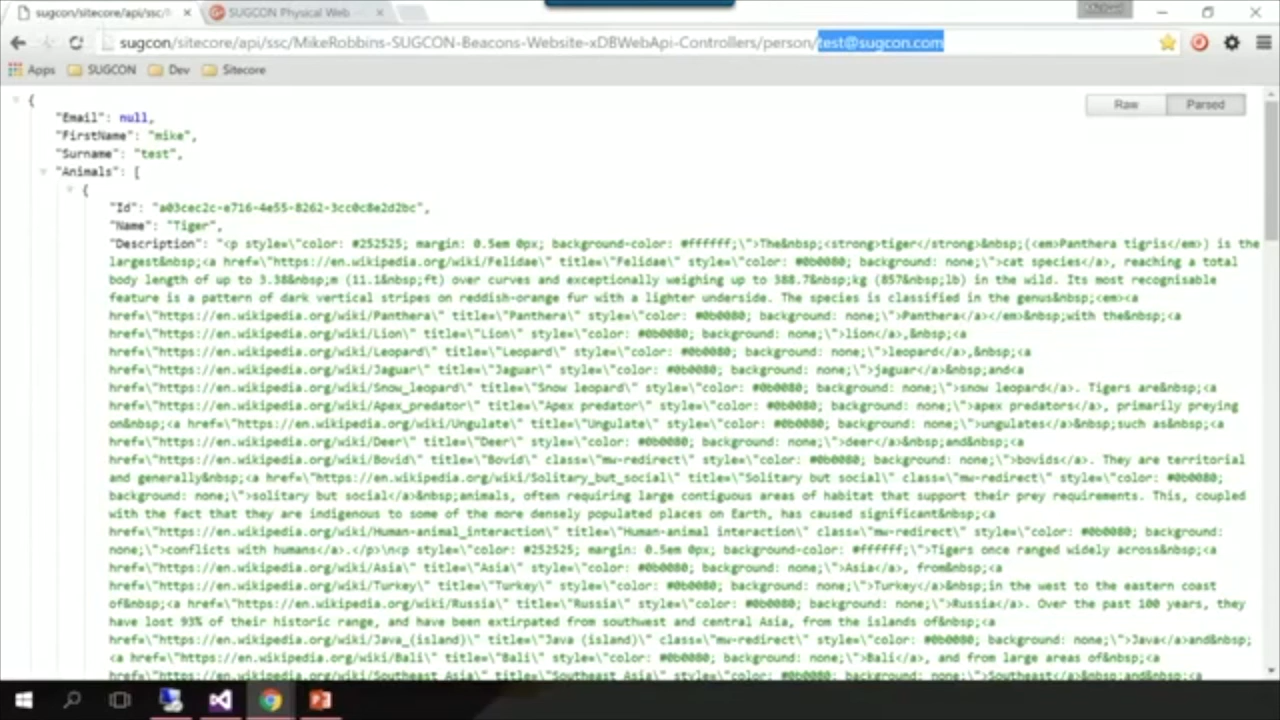 sugcon/sitecore/api/ssc/
SUGCON Physical Web
sugcon/sitecore/api/ssc/MikeRobbins-SUGCON-Beacons-Website-xDBWebApi-Controllers/person/test@sugcon.com
Apps SUGCON Dev Sitecore
Raw Parsed
{
"Email": null,
"FirstName": "mike",
"Surname": "test",
"Animals": [
{
"Id": "a03cec2c-e716-4e55-8262-3cc0c8e2d2bc",
"Name": "Tiger",
"Description": "<p style=\"color: #252525; margin: 0.5em 0px; background-color: #ffffff;\">The&nbsp;<strong>tiger</strong>&nbsp;(<em>Panthera tigris</em>) is the
largest&nbsp;<a href=\"https://en.wikipedia.org/wiki/Felidae\" title=\"Felidae\" style=\"color: #0b0080; background: none;\">cat species</a>, reaching a total
body length of up to 3.38&nbsp;m (11.1&nbsp;ft) over curves and exceptionally weighing up to 388.7&nbsp;kg (857&nbsp;lb) in the wild. Its most recognisable
feature is a pattern of dark vertical stripes on reddish-orange fur with a lighter underside. The species is classified in the genus&nbsp;<em><a
href=\"https://en.wikipedia.org/wiki/Panthera\" title=\"Panthera\" style=\"color: #0b0080; background: none;\">Panthera</a></em>&nbsp;with the&nbsp;<a
href=\"https://en.wikipedia.org/wiki/Lion\" title=\"Lion\" style=\"color: #0b0080; background: none;\">lion</a>,&nbsp;<a
href=\"https://en.wikipedia.org/wiki/Leopard\" title=\"Leopard\" style=\"color: #0b0080; background: none;\">leopard</a>,&nbsp;<a
href=\"https://en.wikipedia.org/wiki/Jaguar\" title=\"Jaguar\" style=\"color: #0b0080; background: none;\">jaguar</a>&nbsp;and<a
href=\"https://en.wikipedia.org/wiki/Snow_leopard\" title=\"Snow leopard\" style=\"color: #0b0080; background: none;\">snow leopard</a>. Tigers are&nbsp;<a
href=\"https://en.wikipedia.org/wiki/Apex_predator\" title=\"Apex predator\" style=\"color: #0b0080; background: none;\">apex predators</a>, primarily preying
on&nbsp;<a href=\"https://en.wikipedia.org/wiki/Ungulate\" title=\"Ungulate\" style=\"color: #0b0080; background: none;\">ungulates</a>&nbsp;such as&nbsp;<a
href=\"https://en.wikipedia.org/wiki/Deer\" title=\"Deer\" style=\"color: #0b0080; background: none;\">deer</a>&nbsp;and&nbsp;<a
href=\"https://en.wikipedia.org/wiki/Bovid\" title=\"Bovid\" class=\"mw-redirect\" style=\"color: #0b0080; background: none;\">bovids</a>. They are territorial
and generally&nbsp;<a href=\"https://en.wikipedia.org/wiki/Solitary_but_social\" title=\"Solitary but social\" class=\"mw-redirect\" style=\"color: #0b0080;
background: none;\">solitary but social</a>&nbsp;animals, often requiring large contiguous areas of habitat that support their prey requirements. This, coupled
with the fact that they are indigenous to some of the more densely populated places on Earth, has caused significant&nbsp;<a
href=\"https://en.wikipedia.org/wiki/Human-animal_interaction\" title=\"Human-animal interaction\" class=\"mw-redirect\" style=\"color: #0b0080; background:
none;\">conflicts with humans</a>.</p>\n<p style=\"color: #252525; margin: 0.5em 0px; background-color: #ffffff;\">Tigers once ranged widely across&nbsp;<a
href=\"https://en.wikipedia.org/wiki/Asia\" title=\"Asia\" style=\"color: #0b0080; background: none;\">Asia</a>, from&nbsp;<a
href=\"https://en.wikipedia.org/wiki/Turkey\" title=\"Turkey\" style=\"color: #0b0080; background: none;\">Turkey</a>&nbsp;in the west to the eastern coast
of&nbsp;<a href=\"https://en.wikipedia.org/wiki/Russia\" title=\"Russia\" style=\"color: #0b0080; background: none;\">Russia</a>. Over the past 100 years, they
have lost 93% of their historic range, and have been extirpated from southwest and central Asia, from the islands of&nbsp;<a
href=\"https://en.wikipedia.org/wiki/Java_(island)\" title=\"Java (island)\" class=\"mw-redirect\" style=\"color: #0b0080; background: none;\">Java</a>and&nbsp;
<a href=\"https://en.wikipedia.org/wiki/Bali\" title=\"Bali\" style=\"color: #0b0080; background: none;\">Bali</a>, and from large areas of&nbsp;<a
href=\"https://en.wikipedia.org/wiki/Southeast_Asia\" title=\"Southeast Asia\" style=\"color: #0b0080; background: none;\">Southeast</a>&nbsp;and&nbsp;<a